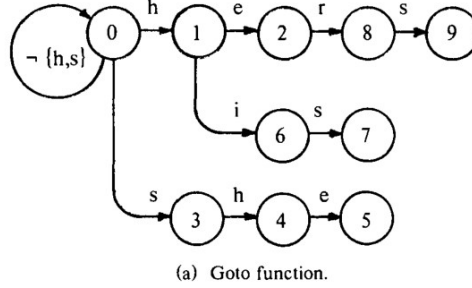 h e r s
¬ {h,s} 0 1 2 8 9
i s
6 7
s h e
3 4 5
(a) Goto function.